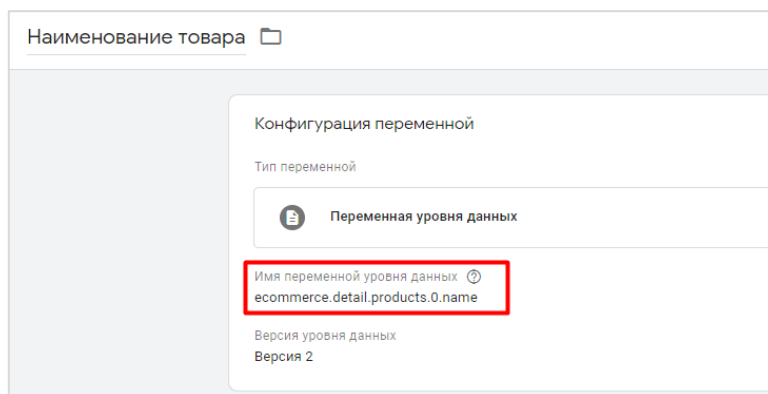 Наименование товара
Конфигурация переменной
Тип переменной
Переменная уровня данных
Имя переменной уровня данных
ecommerce.detail.products.0.name
Версия уровня данных
Версия 2